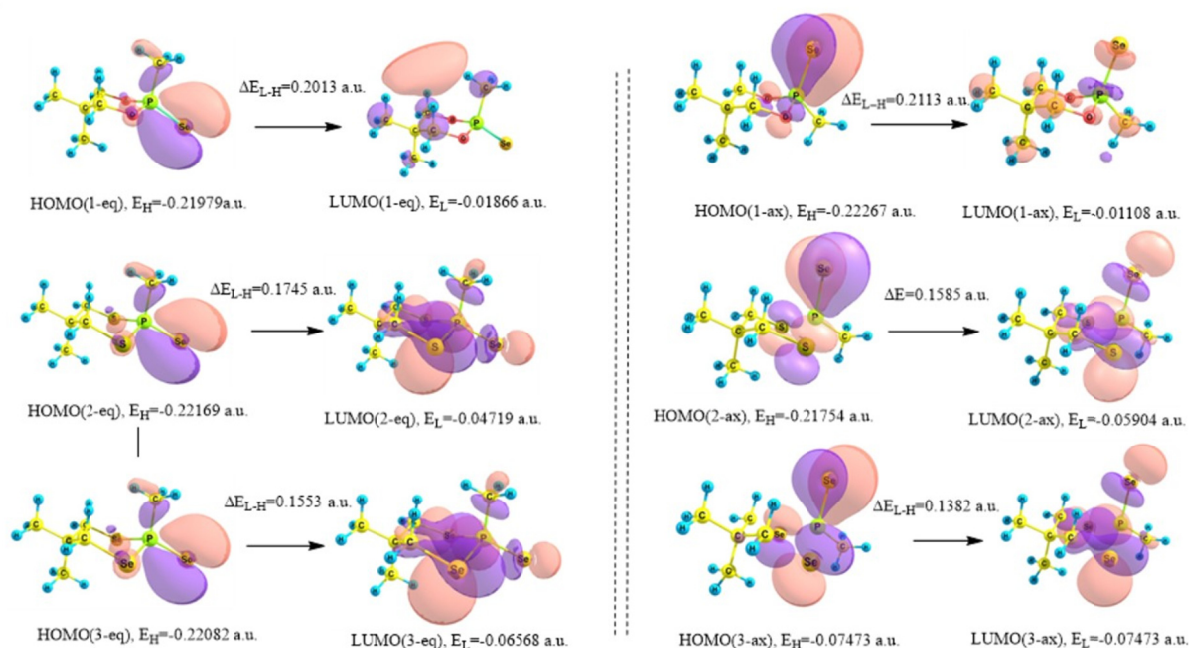 ΔE_L-H=0.2013 a.u.
HOMO(1-eq), E_H=-0.21979a.u.
LUMO(1-eq), E_L=-0.01866 a.u.
ΔE_L-H=0.1745 a.u.
HOMO(2-eq), E_H=-0.22169 a.u.
LUMO(2-eq), E_L=-0.04719 a.u.
ΔE_L-H=0.1553 a.u.
HOMO(3-eq), E_H=-0.22082 a.u.
LUMO(3-eq), E_L=-0.06568 a.u.
ΔE_L-H=0.2113 a.u.
HOMO(1-ax), E_H=-0.22267 a.u.
LUMO(1-ax), E_L=-0.01108 a.u.
ΔE=0.1585 a.u.
HOMO(2-ax), E_H=-0.21754 a.u.
LUMO(2-ax), E_L=-0.05904 a.u.
ΔE_L-H=0.1382 a.u.
HOMO(3-ax), E_H=-0.07473 a.u.
LUMO(3-ax), E_L=-0.07473 a.u.